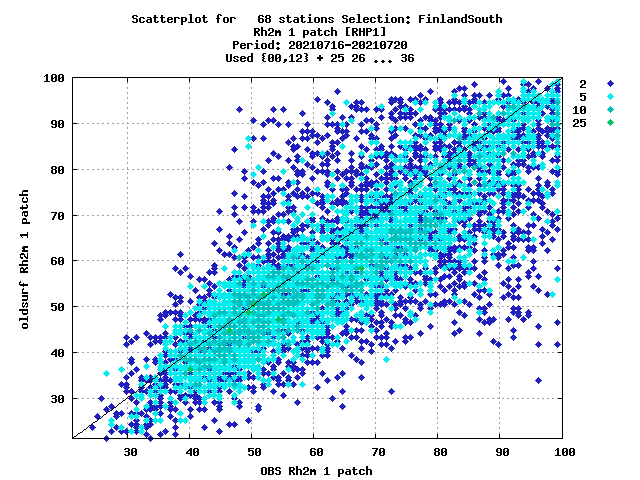 Scatterplot for   68 stations Selection: FinlandSouth
Rh2m 1 patch [RHP1]
Period: 20210716-20210720
Used {00,12} + 25 26 ... 36
2
5
10
25
100
90
80
70
60
50
40
30
oldsurf Rh2m 1 patch
30 40 50 60 70 80 90 100
OBS Rh2m 1 patch